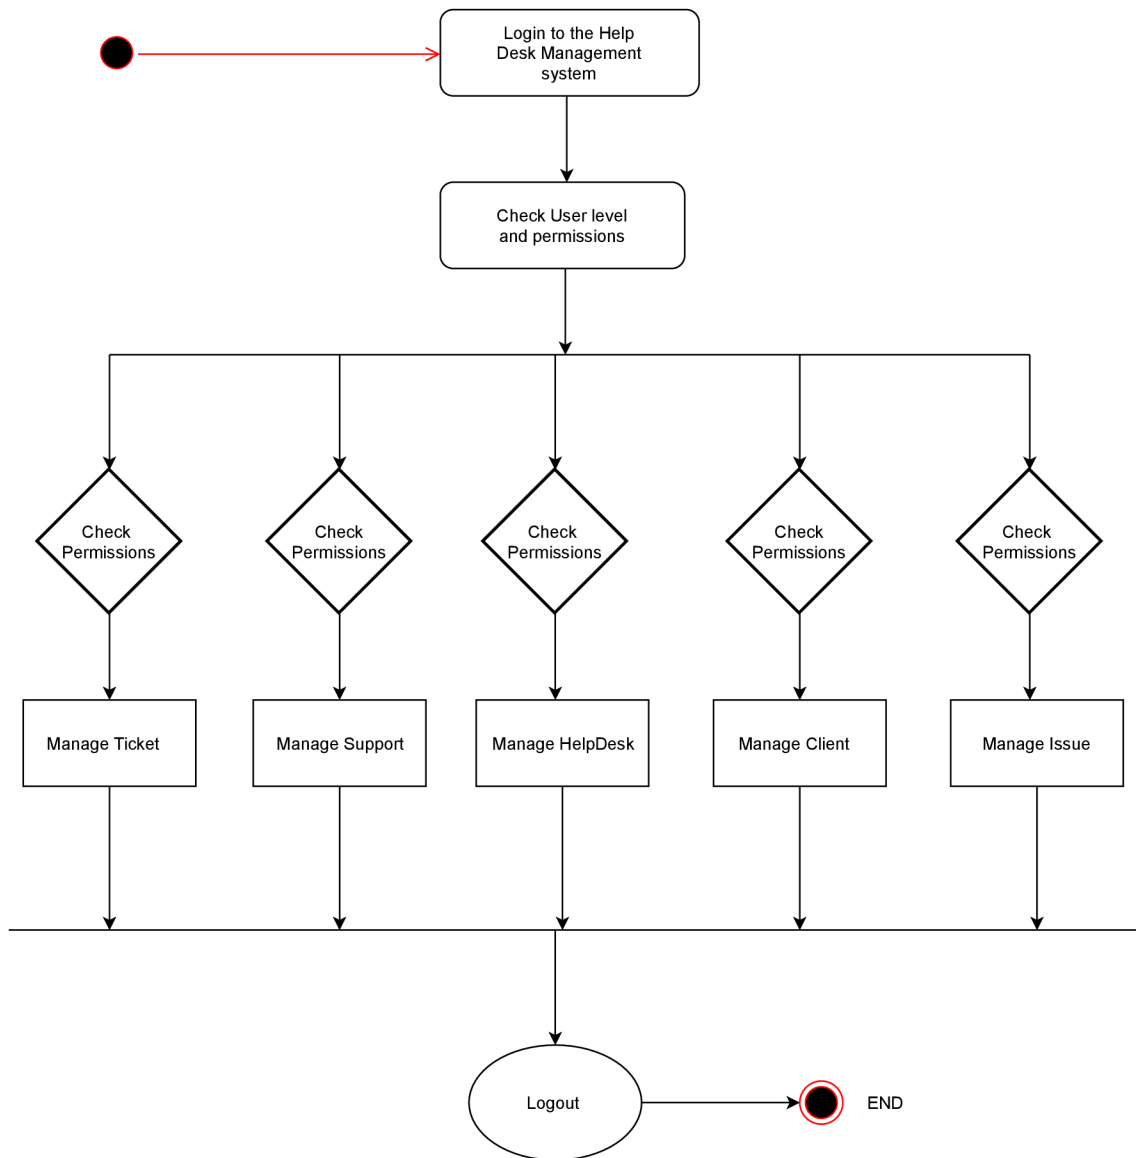 Login to the Help
Desk Management
system
Check User level
and permissions
Check
Permissions
Check
Permissions
Check
Permissions
Check
Permissions
Check
Permissions
Manage Ticket
Manage Support
Manage HelpDesk
Manage Client
Manage Issue
Logout
END